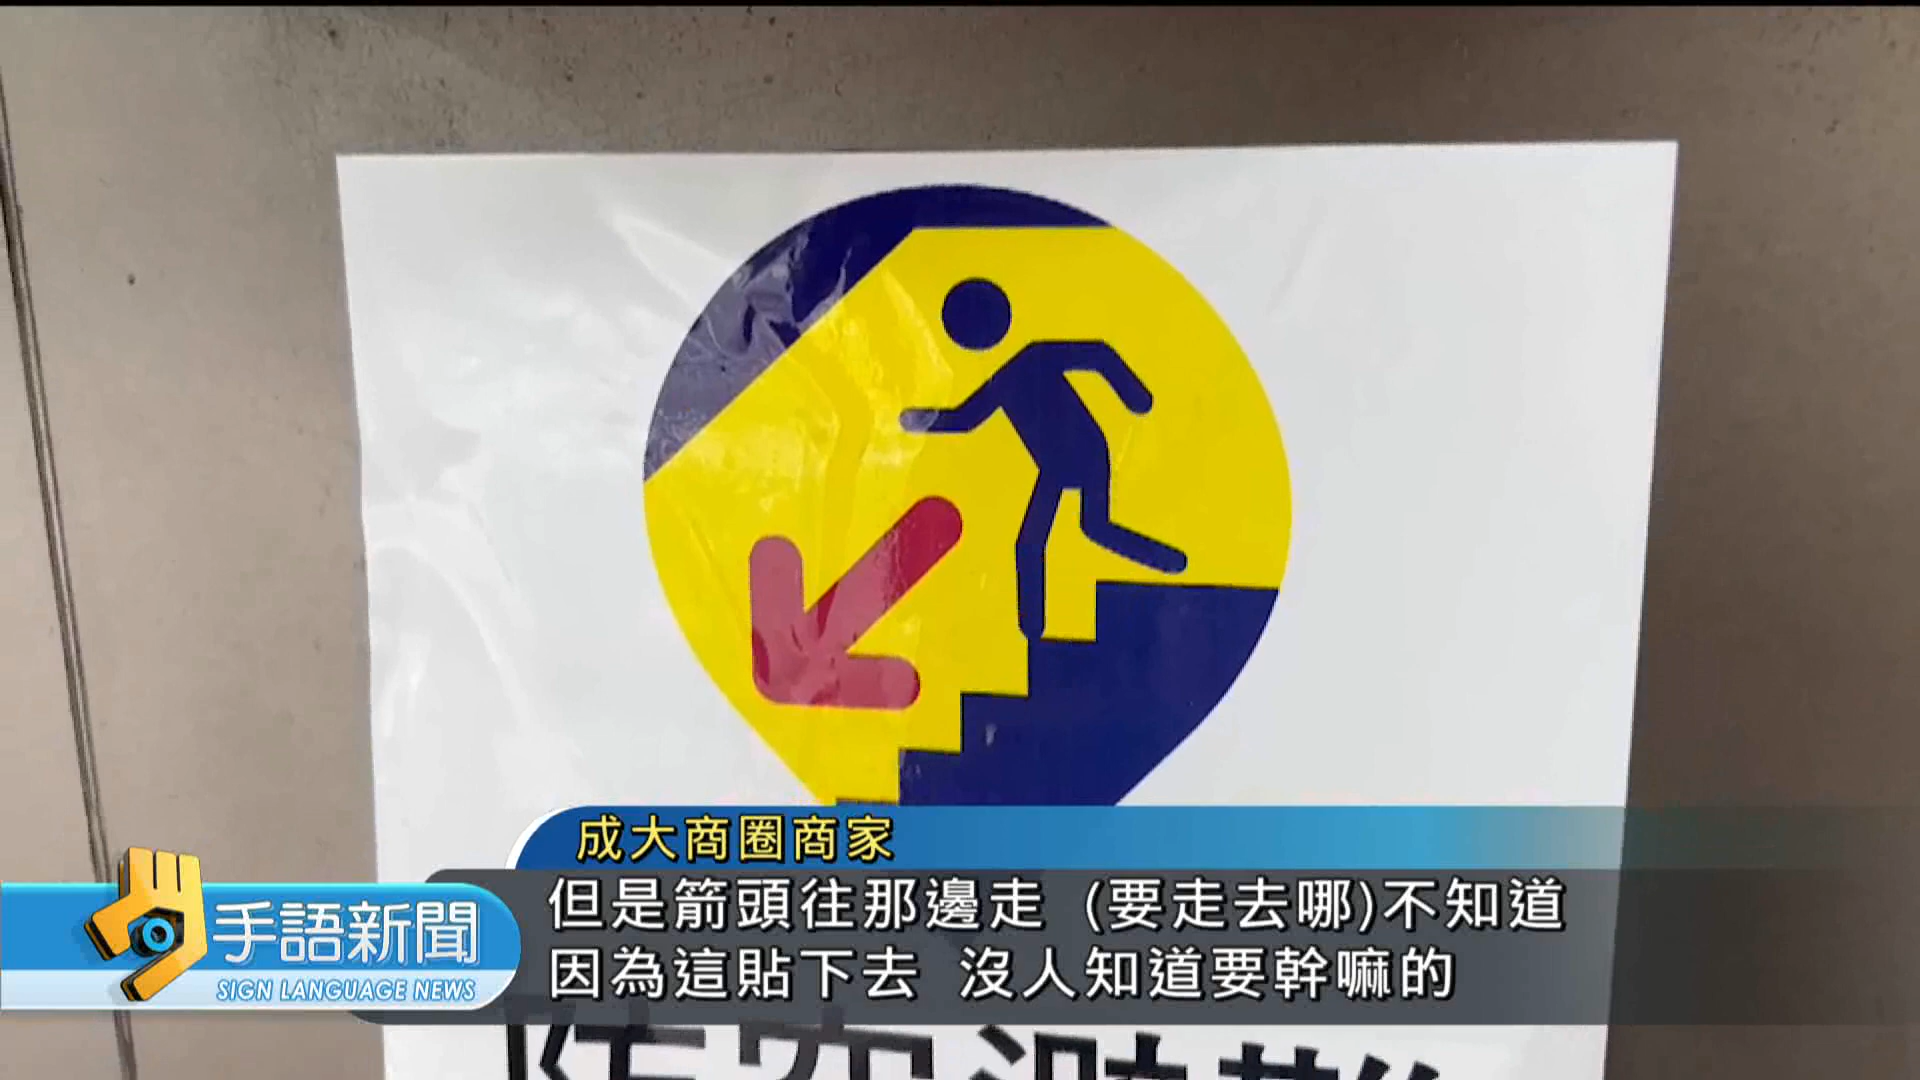 成大商圈商家
但是箭頭往那邊走 (要走去哪)不知道
因為這貼下去 沒人知道要幹嘛的
手語新聞
SIGN LANGUAGE NEWS